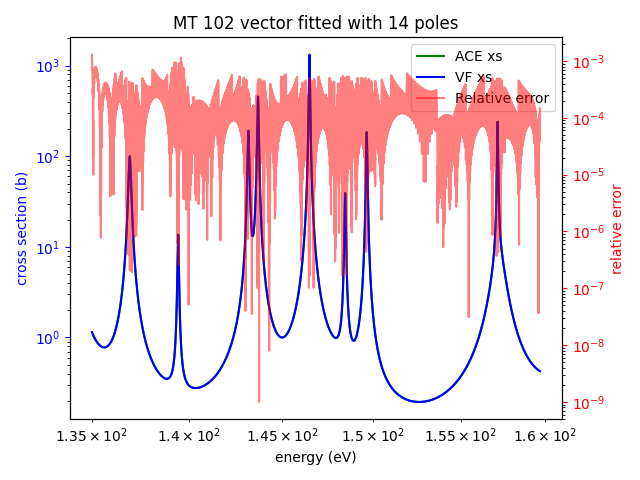 MT 102 vector fitted with 14 poles
ACE xs
VF xs
Relative error
cross section (b)
10³
10²
10¹
10⁰
relative error
10⁻³
10⁻⁴
10⁻⁵
10⁻⁶
10⁻⁷
10⁻⁸
10⁻⁹
1.35 × 10² 1.4 × 10² 1.45 × 10² 1.5 × 10² 1.55 × 10² 1.6 × 10²
energy (eV)